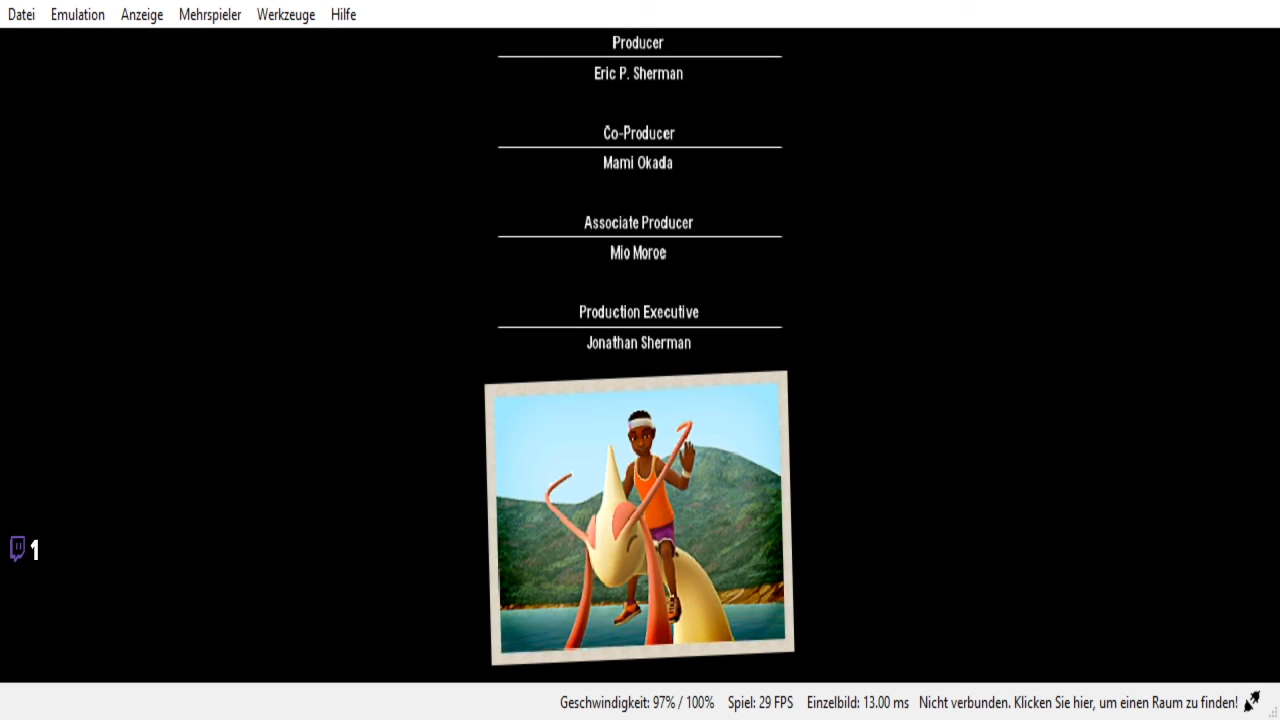 Datei Emulation Anzeige Mehrspieler Werkzeuge Hilfe
Producer
Eric P. Sherman
Co-Producer
Mami Okada
Associate Producer
Mio Moroe
Production Executive
Jonathan Sherman
1
Geschwindigkeit: 97% / 100% Spiel: 29 FPS Einzelbild: 13.00 ms Nicht verbunden. Klicken Sie hier, um einen Raum zu finden!